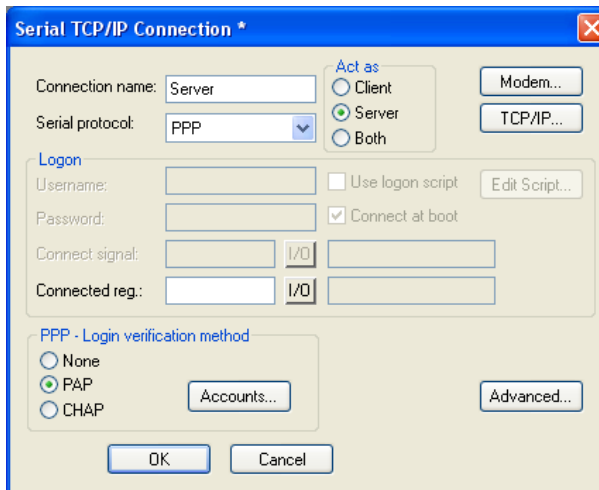 Serial TCP/IP Connection *
Connection name: Server
Serial protocol: PPP
Act as
Client
Server
Both
Modem...
TCP/IP...
Logon
Username:
Use logon script
Edit Script...
Password:
Connect at boot
Connect signal: I/O
Connected reg.: I/O
PPP - Login verification method
None
PAP
CHAP
Accounts...
Advanced...
OK
Cancel